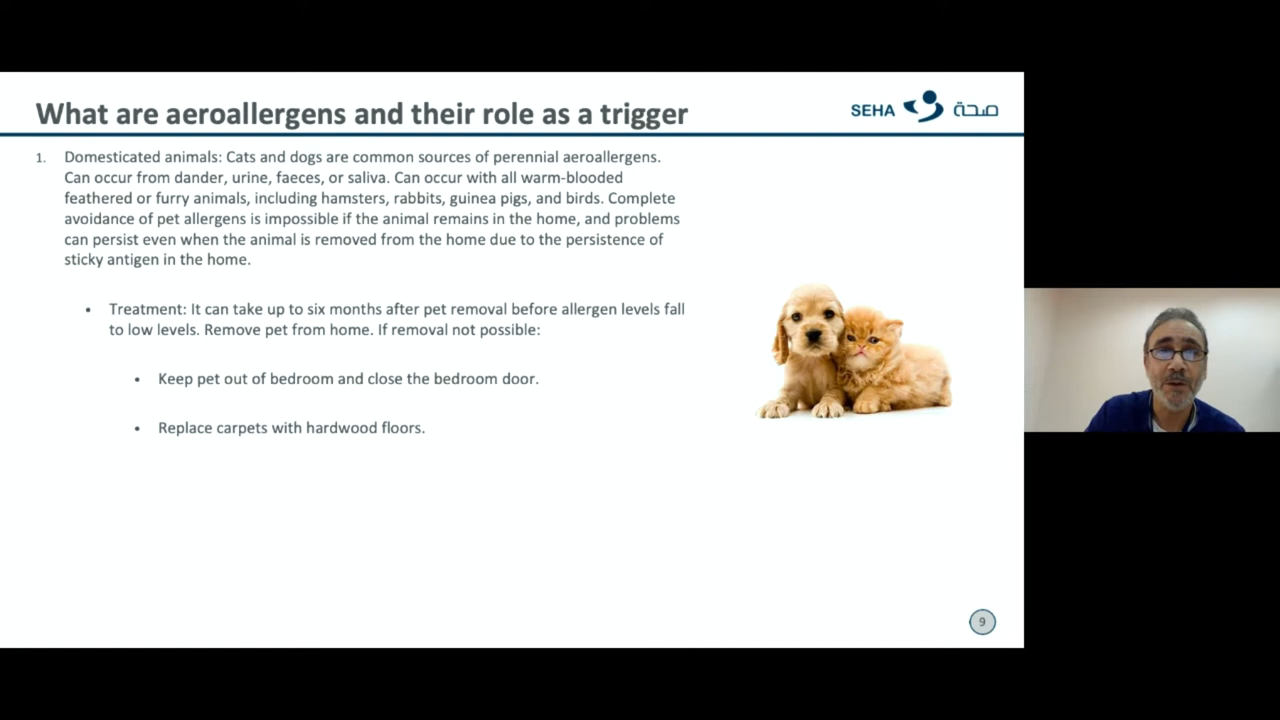 What are aeroallergens and their role as a trigger
SEHA صحة
1. Domesticated animals: Cats and dogs are common sources of perennial aeroallergens.
Can occur from dander, urine, faeces, or saliva. Can occur with all warm-blooded
feathered or furry animals, including hamsters, rabbits, guinea pigs, and birds. Complete
avoidance of pet allergens is impossible if the animal remains in the home, and problems
can persist even when the animal is removed from the home due to the persistence of
sticky antigen in the home.
• Treatment: It can take up to six months after pet removal before allergen levels fall
to low levels. Remove pet from home. If removal not possible:
• Keep pet out of bedroom and close the bedroom door.
• Replace carpets with hardwood floors.
9